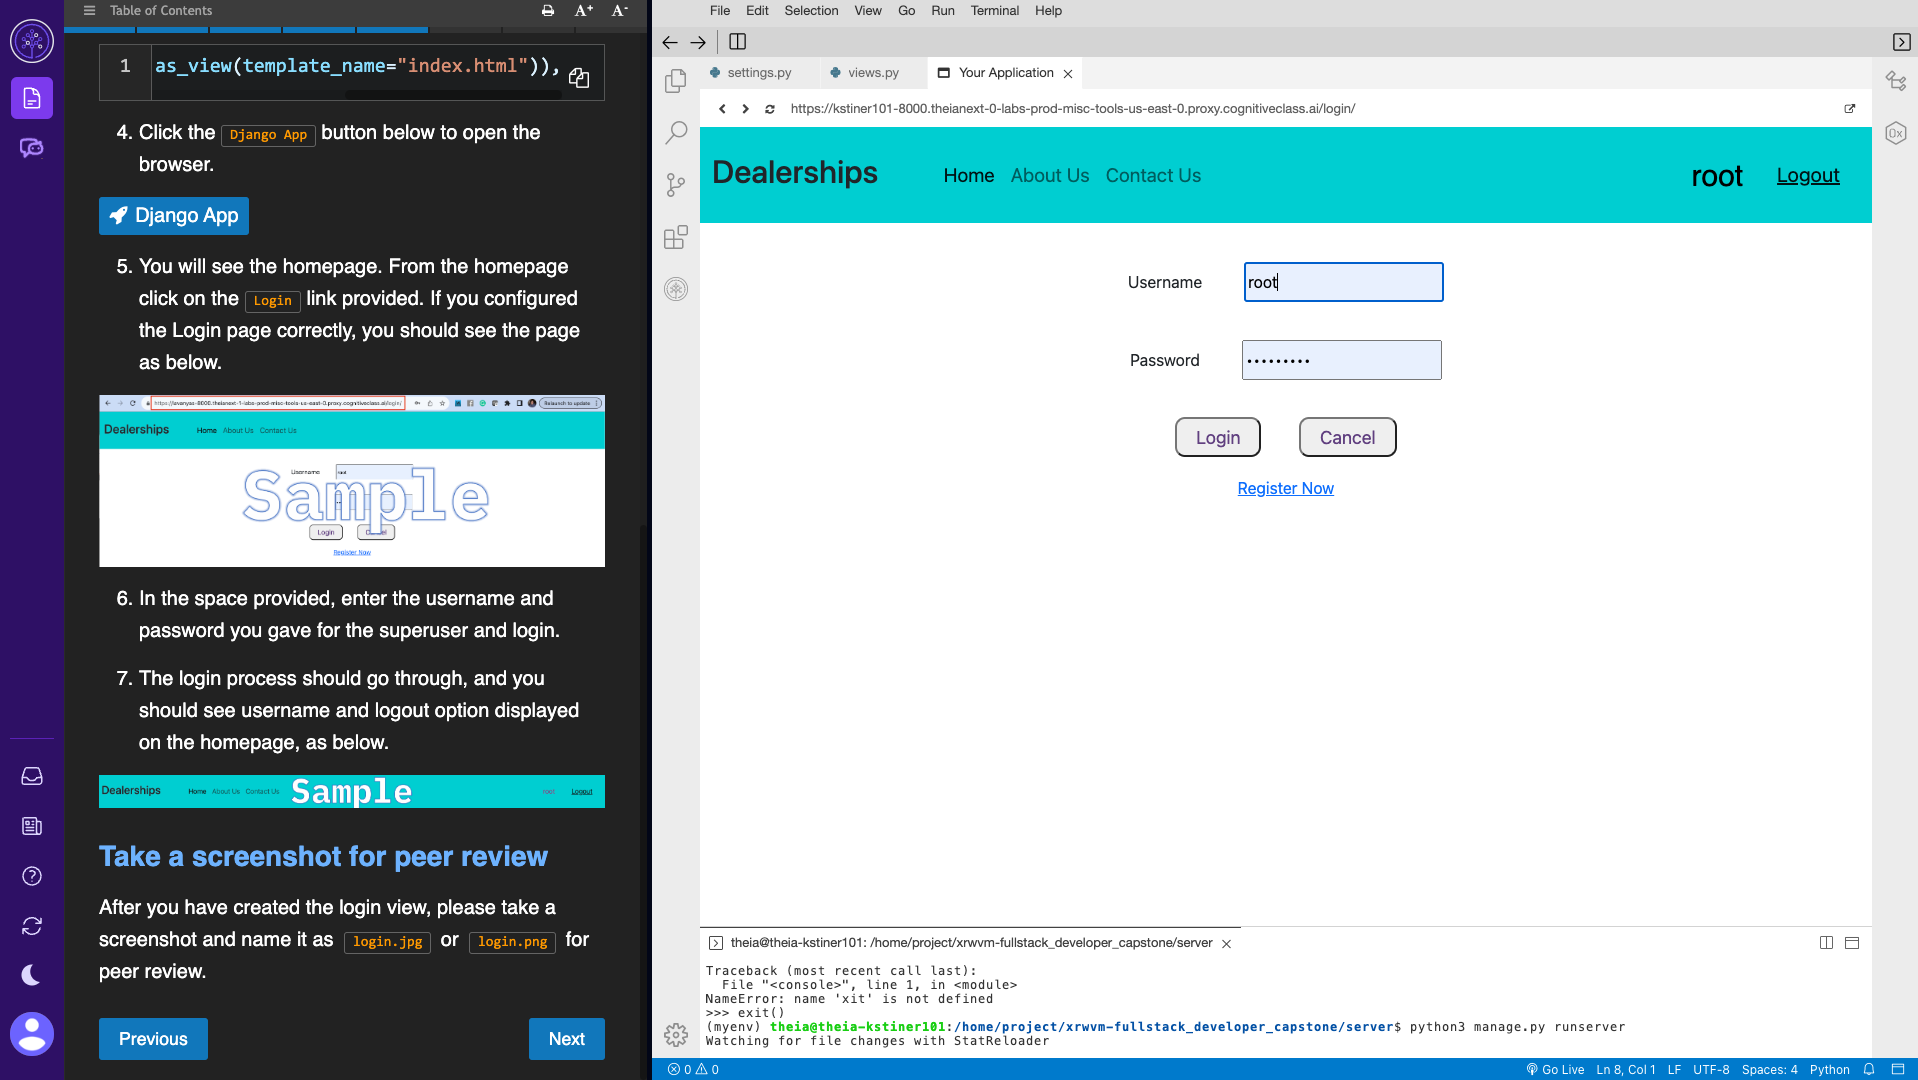 Table of Contents
A+ A-
1 as_view(template_name="index.html")),
4. Click the Django App button below to open the
browser.
Django App
5. You will see the homepage. From the homepage
click on the Login link provided. If you configured
the Login page correctly, you should see the page
as below.
Dealerships Home About Us Contact Us
Username root
Sample
Login Cancel
Register Now
6. In the space provided, enter the username and
password you gave for the superuser and login.
7. The login process should go through, and you
should see username and logout option displayed
on the homepage, as below.
Dealerships Home About Us Contact Us Sample root Logout
Take a screenshot for peer review
After you have created the login view, please take a
screenshot and name it as login.jpg or login.png for
peer review.
Previous Next
File Edit Selection View Go Run Terminal Help
settings.py views.py Your Application
https://kstiner101-8000.theianext-0-labs-prod-misc-tools-us-east-0.proxy.cognitiveclass.ai/login/
Dealerships Home About Us Contact Us root Logout
Username root
Password •••••••••
Login Cancel
Register Now
theia@theia-kstiner101: /home/project/xrwvm-fullstack_developer_capstone/server
Traceback (most recent call last):
File "<console>", line 1, in <module>
NameError: name 'xit' is not defined
>>> exit()
(myenv) theia@theia-kstiner101:/home/project/xrwvm-fullstack_developer_capstone/server$ python3 manage.py runserver
Watching for file changes with StatReloader
0 0 Go Live Ln 8, Col 1 LF UTF-8 Spaces: 4 Python